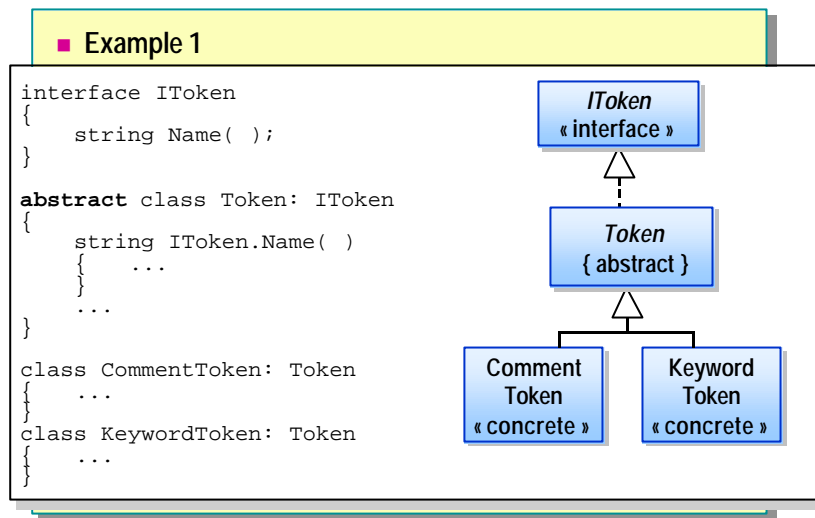 Example 1
interface IToken
{
    string Name( );
}
abstract class Token: IToken
{
    string IToken.Name( )
    {   ...
    }
    ...
}
class CommentToken: Token
{   ...
}
class KeywordToken: Token
{   ...
}
IToken
« interface »
Token
{ abstract }
Comment
Token
« concrete »
Keyword
Token
« concrete »